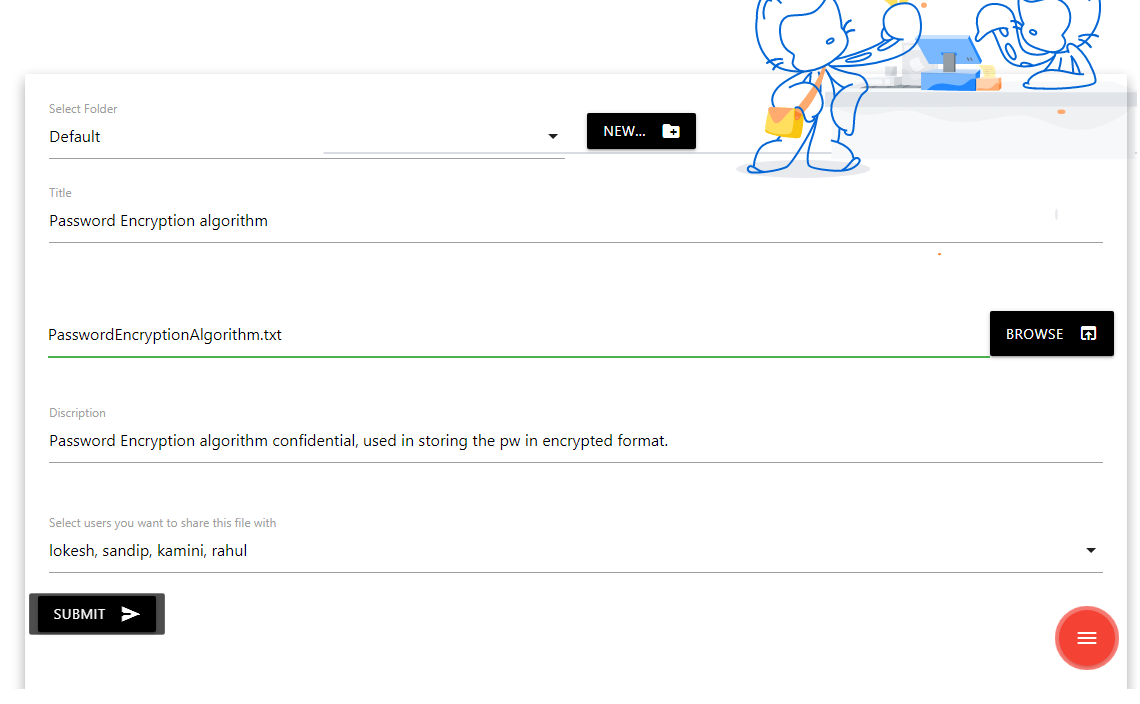 Select Folder
Default
NEW...
Title
Password Encryption algorithm
PasswordEncryptionAlgorithm.txt
BROWSE
Discription
Password Encryption algorithm confidential, used in storing the pw in encrypted format.
Select users you want to share this file with
lokesh, sandip, kamini, rahul
SUBMIT